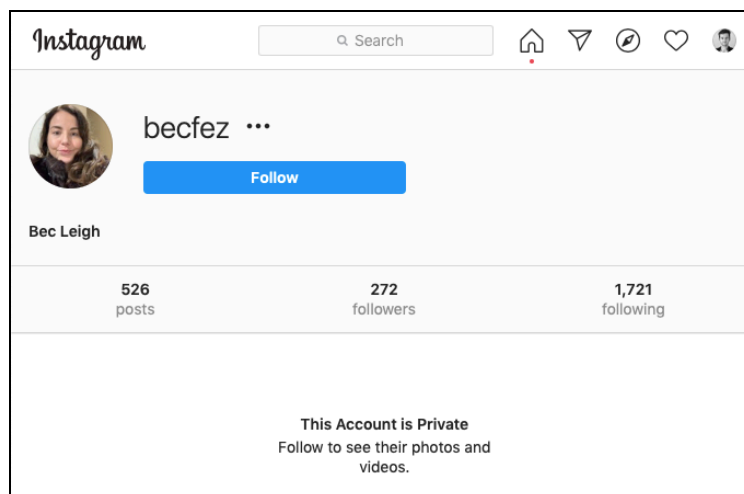 Instagram
Search
becfez •••
Follow
Bec Leigh
526 272 1,721
posts followers following
This Account is Private
Follow to see their photos and
videos.